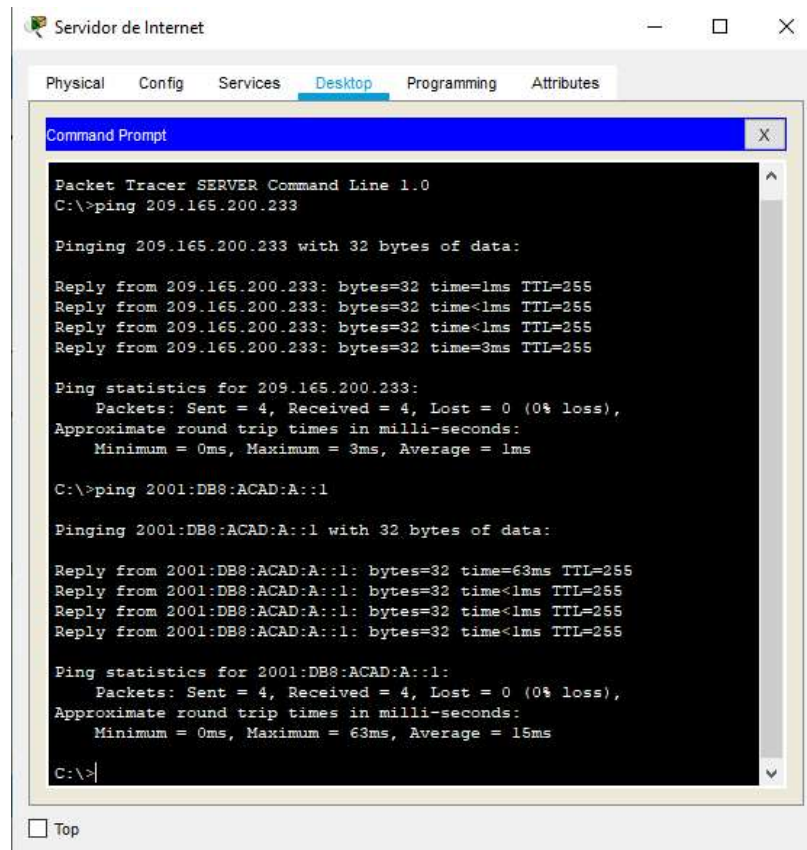 Servidor de Internet
Physical Config Services Desktop Programming Attributes
Command Prompt X
Packet Tracer SERVER Command Line 1.0
C:\>ping 209.165.200.233
Pinging 209.165.200.233 with 32 bytes of data:
Reply from 209.165.200.233: bytes=32 time=1ms TTL=255
Reply from 209.165.200.233: bytes=32 time<1ms TTL=255
Reply from 209.165.200.233: bytes=32 time<1ms TTL=255
Reply from 209.165.200.233: bytes=32 time=3ms TTL=255
Ping statistics for 209.165.200.233:
Packets: Sent = 4, Received = 4, Lost = 0 (0% loss),
Approximate round trip times in milli-seconds:
Minimum = 0ms, Maximum = 3ms, Average = 1ms
C:\>ping 2001:DB8:ACAD:A::1
Pinging 2001:DB8:ACAD:A::1 with 32 bytes of data:
Reply from 2001:DB8:ACAD:A::1: bytes=32 time=63ms TTL=255
Reply from 2001:DB8:ACAD:A::1: bytes=32 time<1ms TTL=255
Reply from 2001:DB8:ACAD:A::1: bytes=32 time<1ms TTL=255
Reply from 2001:DB8:ACAD:A::1: bytes=32 time<1ms TTL=255
Ping statistics for 2001:DB8:ACAD:A::1:
Packets: Sent = 4, Received = 4, Lost = 0 (0% loss),
Approximate round trip times in milli-seconds:
Minimum = 0ms, Maximum = 63ms, Average = 15ms
C:\>
Top